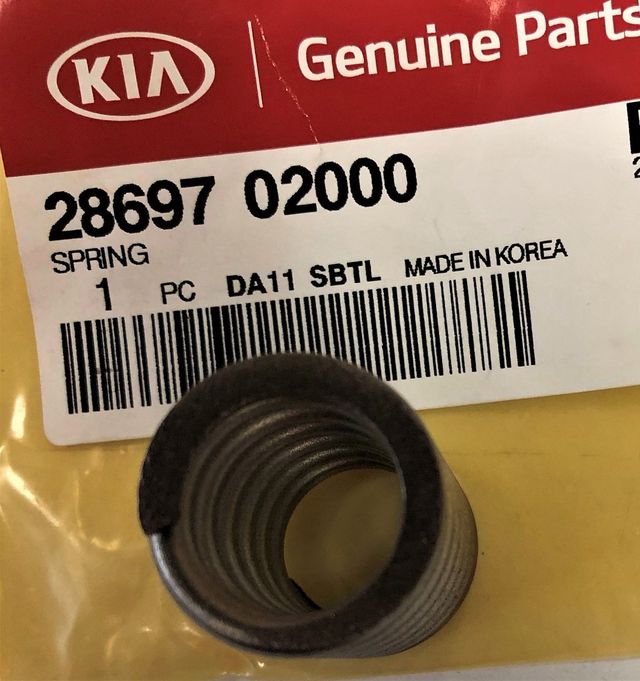 KIA Genuine Parts
28697 02000
SPRING
1 PC DA11 SBTL MADE IN KOREA